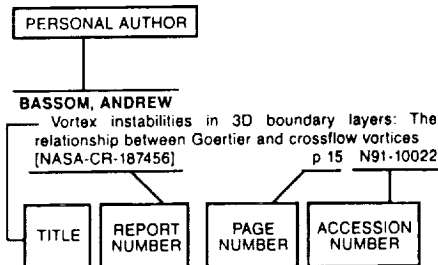 PERSONAL AUTHOR
BASSOM, ANDREW
Vortex instabilities in 3D boundary layers: The
relationship between Goertier and crossflow vortices
[NASA-CR-187456] p 15 N91-10022
TITLE
REPORT
NUMBER
PAGE
NUMBER
ACCESSION
NUMBER